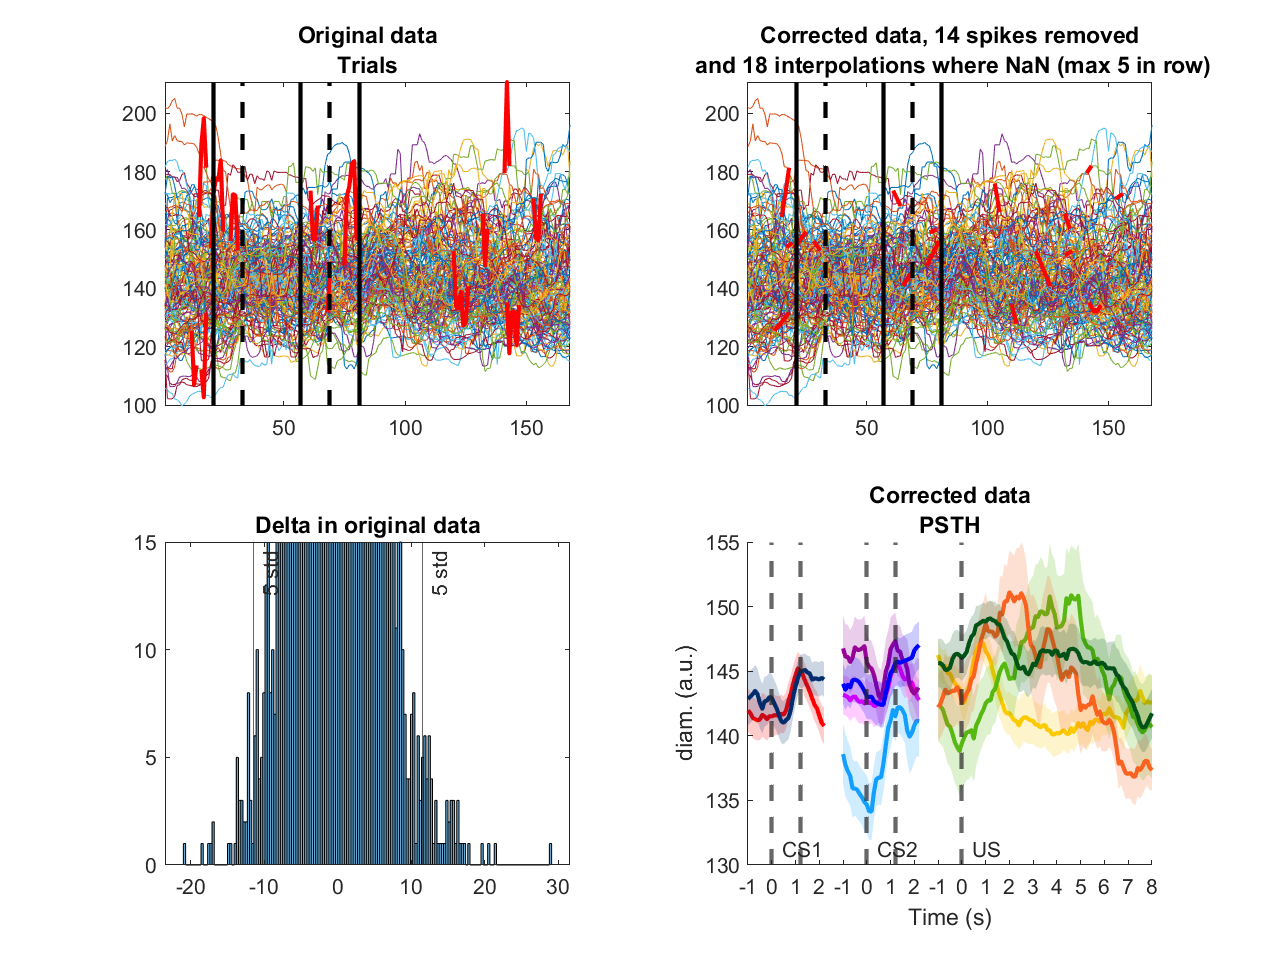 Original data
Trials
200
180
160
140
120
100
50
100
150
Corrected data, 14 spikes removed
and 18 interpolations where NaN (max 5 in row)
200
180
160
140
120
100
50
100
150
Delta in original data
15
10
5
0
5 std
5 std
-20
-10
0
10
20
30
Corrected data
PSTH
diam. (a.u.)
155
150
145
140
135
130
CS1
CS2
US
-1 0 1 2 -1 0 1 2 -1 0 1 2 3 4 5 6 7 8
Time (s)